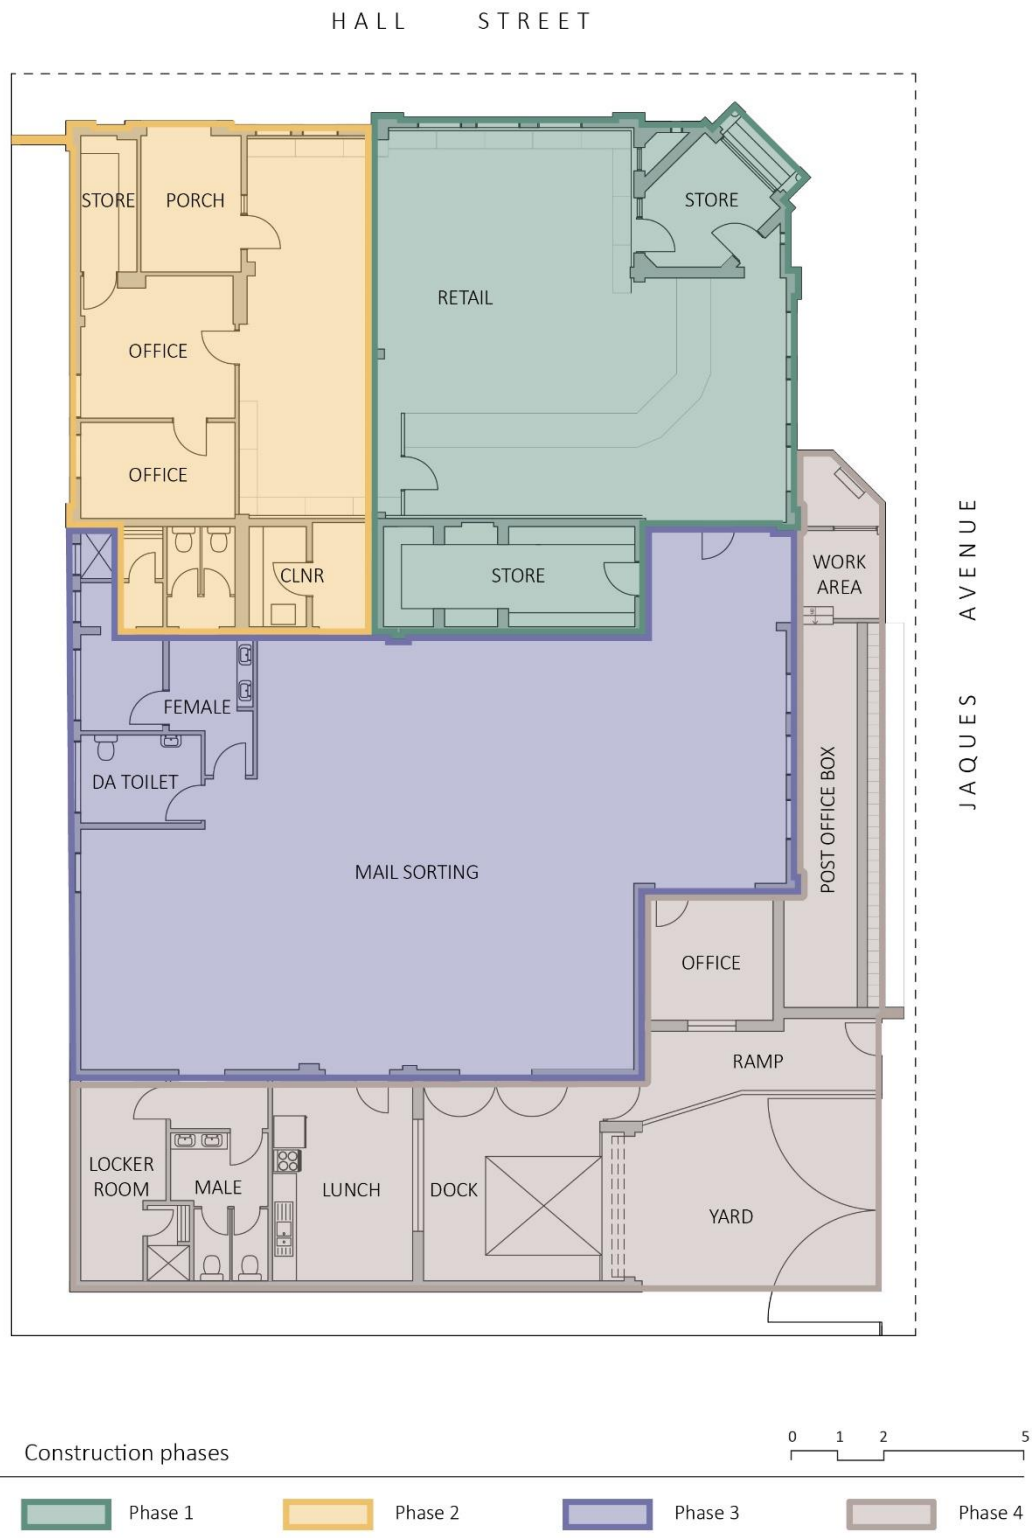 HALL STREET
STORE
PORCH
STORE
RETAIL
OFFICE
OFFICE
CLNR
STORE
WORK
AREA
JAQUES AVENUE
FEMALE
DA TOILET
POST OFFICE BOX
MAIL SORTING
OFFICE
RAMP
LOCKER
ROOM
MALE
LUNCH
DOCK
YARD
Construction phases
0 1 2 5
Phase 1
Phase 2
Phase 3
Phase 4